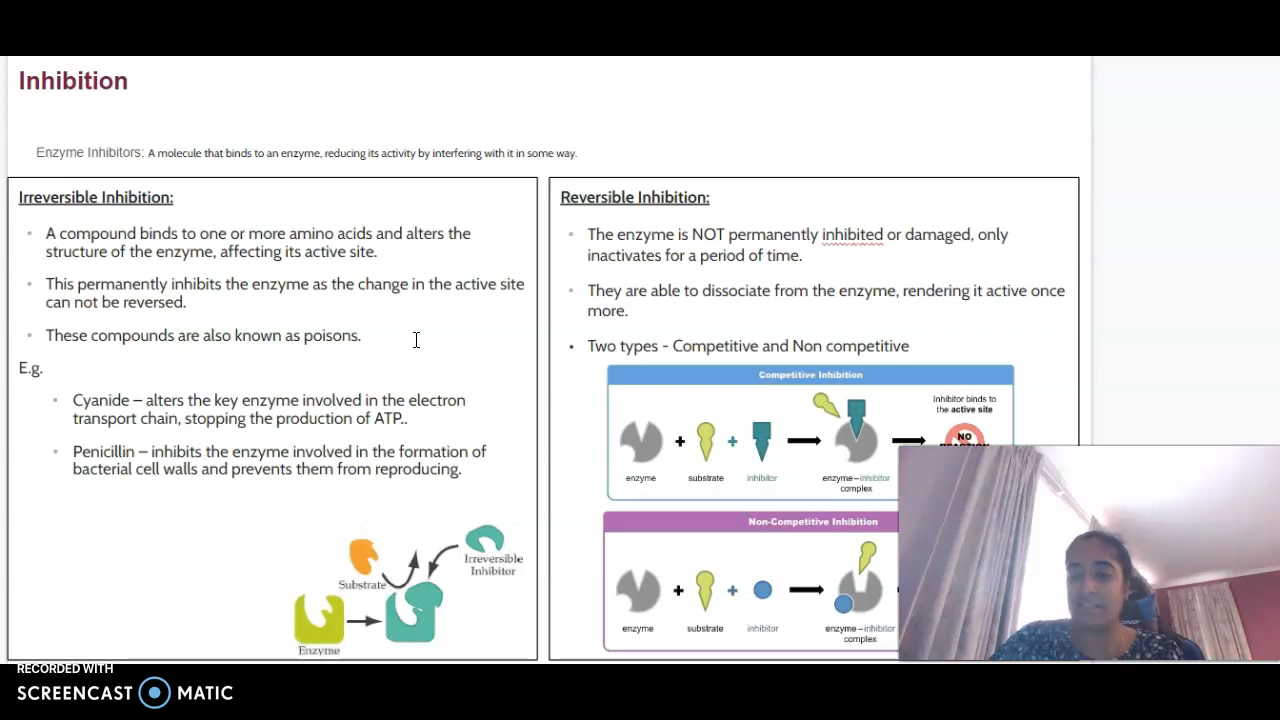 Inhibition
Enzyme Inhibitors: A molecule that binds to an enzyme, reducing its activity by interfering with it in some way.
Irreversible Inhibition:
A compound binds to one or more amino acids and alters the
structure of the enzyme, affecting its active site.
This permanently inhibits the enzyme as the change in the active site
can not be reversed.
These compounds are also known as poisons.
E.g.
Cyanide – alters the key enzyme involved in the electron
transport chain, stopping the production of ATP..
Penicillin – inhibits the enzyme involved in the formation of
bacterial cell walls and prevents them from reproducing.
Substrate
Irreversible
Inhibitor
Enzyme
Reversible Inhibition:
The enzyme is NOT permanently inhibited or damaged, only
inactivates for a period of time.
They are able to dissociate from the enzyme, rendering it active once
more.
Two types - Competitive and Non competitive
Competitive Inhibition
Inhibitor binds to
the active site
NO
enzyme + substrate + inhibitor
enzyme–inhibitor
complex
Non-Competitive Inhibition
enzyme + substrate + inhibitor
enzyme–inhibitor
complex
RECORDED WITH
SCREENCAST MATIC